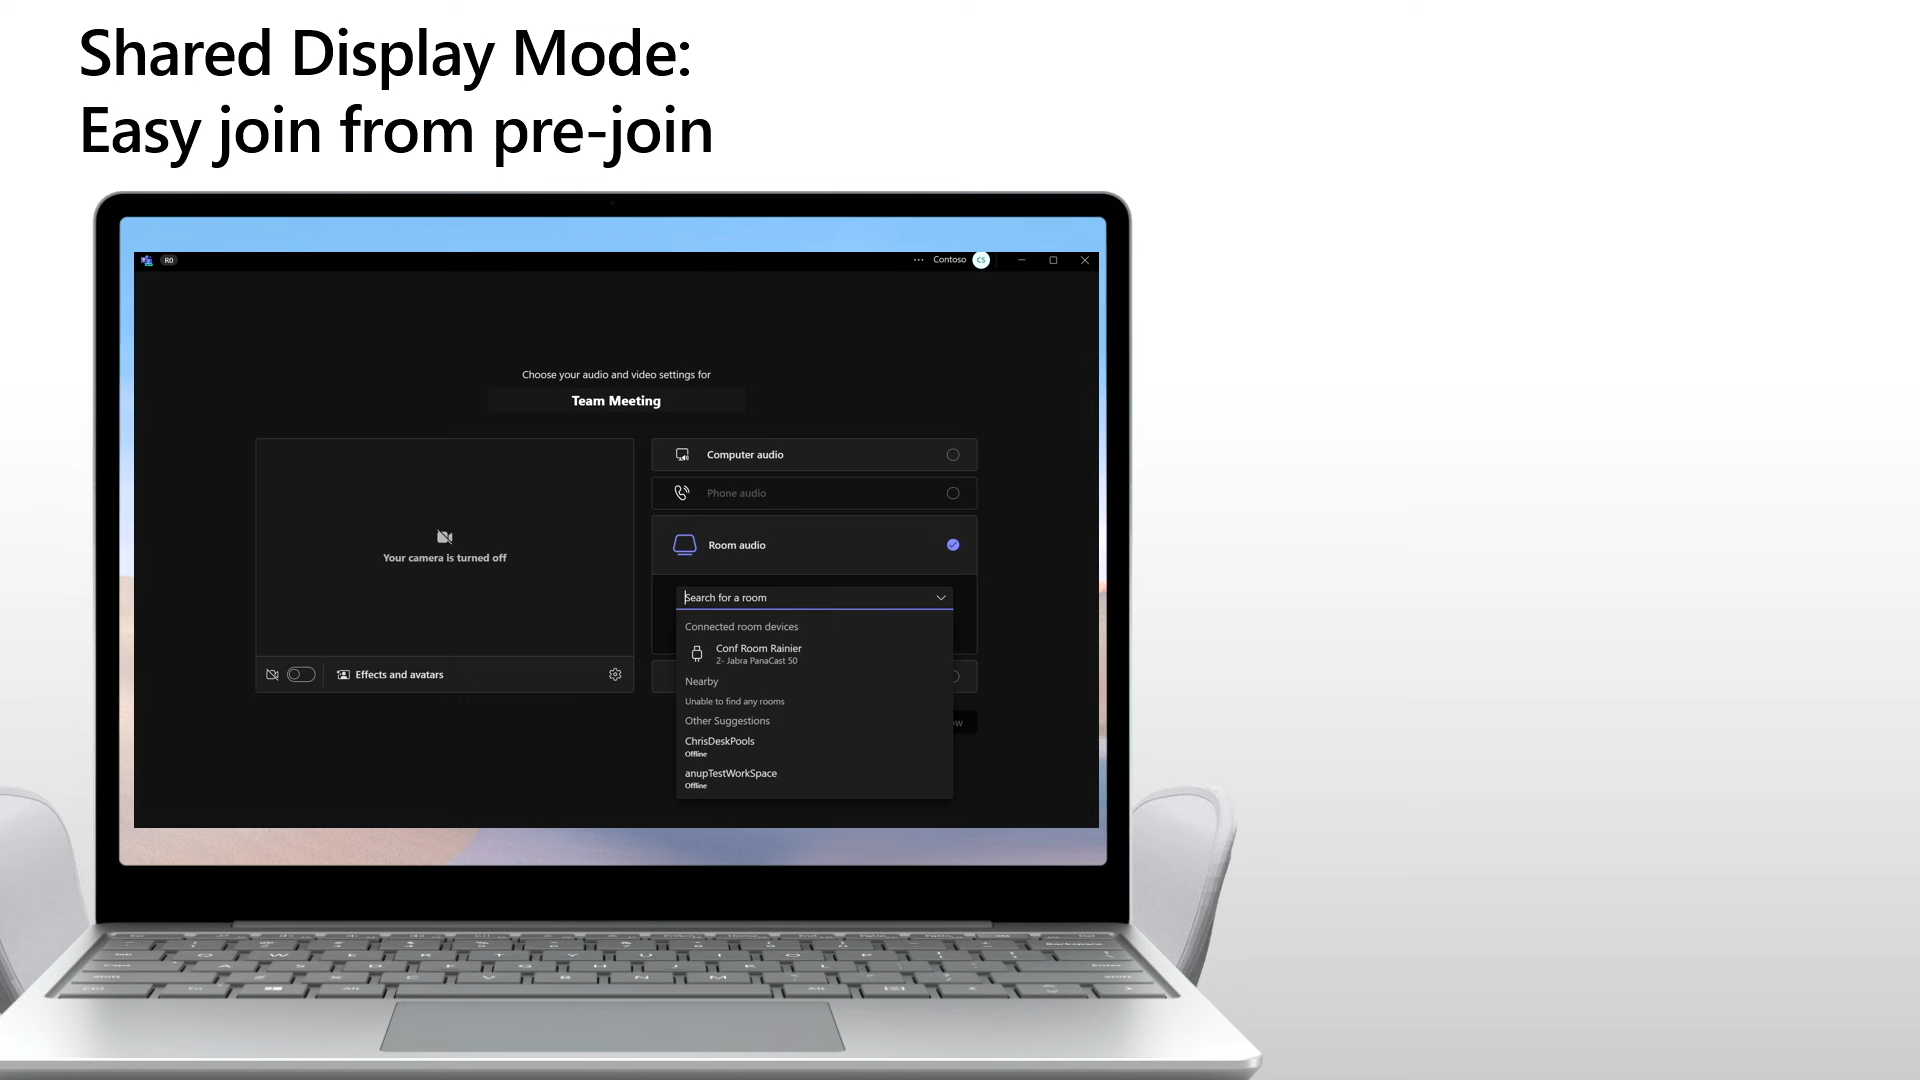 Shared Display Mode:
Easy join from pre-join
RO
Contoso
CS
Choose your audio and video settings for
Team Meeting
Computer audio
Phone audio
Your camera is turned off
Room audio
Search for a room
Connected room devices
Conf Room Rainier
2- Jabra PanaCast 50
Effects and avatars
Nearby
Unable to find any rooms
Other Suggestions
ChrisDeskPools
Offline
anupTestWorkSpace
Offline